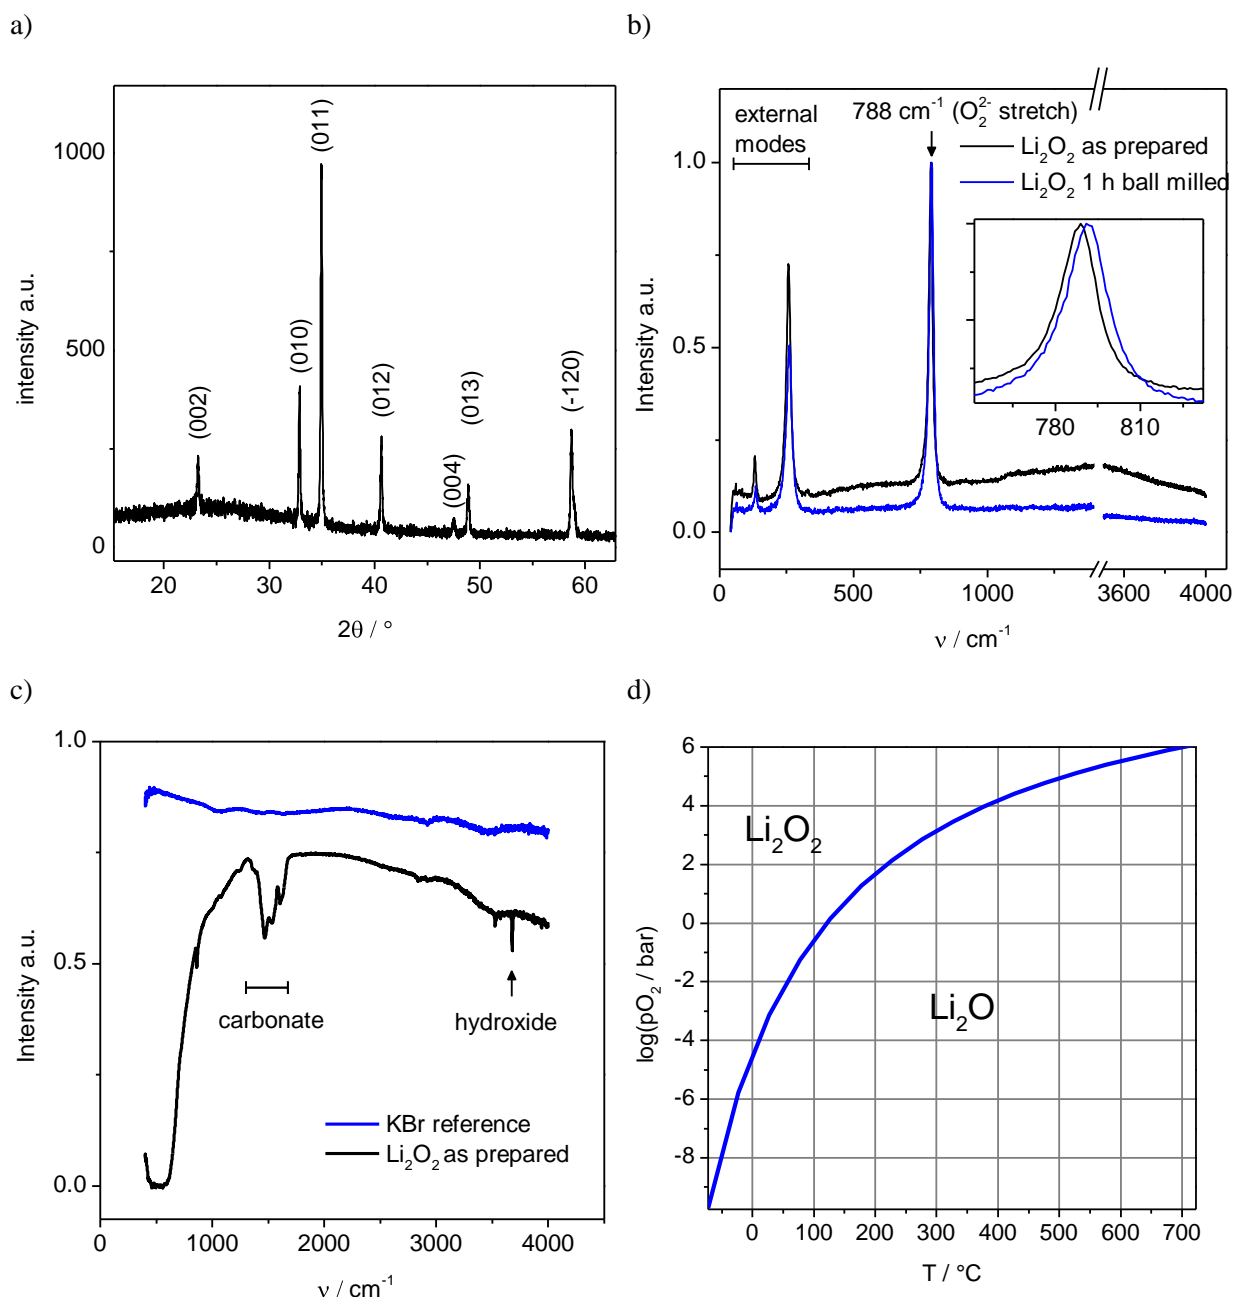 a)
1000
500
0
intensity a.u.
(002)
(010)
(011)
(012)
(004)
(013)
(-120)
20 30 40 50 60
2θ / °
b)
external
modes
788 cm⁻¹ (O₂²⁻ stretch)
Li₂O₂ as prepared
Li₂O₂ 1 h ball milled
1.0
0.5
0.0
Intensity a.u.
780 810
0 500 1000 3600 4000
ν / cm⁻¹
c)
1.0
0.5
0.0
Intensity a.u.
carbonate
hydroxide
KBr reference
Li₂O₂ as prepared
0 1000 2000 3000 4000
ν / cm⁻¹
d)
6
4
2
0
-2
-4
-6
-8
log(pO₂ / bar)
Li₂O₂
Li₂O
0 100 200 300 400 500 600 700
T / °C